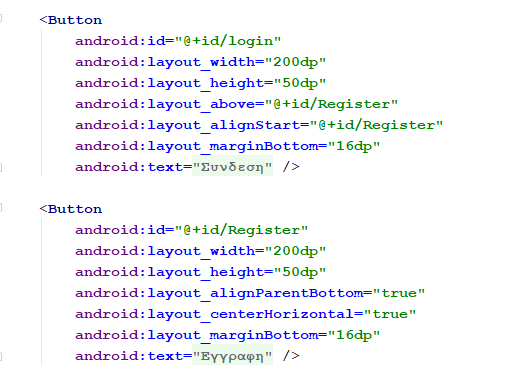 <Button
android:id="@+id/login"
android:layout_width="200dp"
android:layout_height="50dp"
android:layout_above="@+id/Register"
android:layout_alignStart="@+id/Register"
android:layout_marginBottom="16dp"
android:text="Συνδεση" />
<Button
android:id="@+id/Register"
android:layout_width="200dp"
android:layout_height="50dp"
android:layout_alignParentBottom="true"
android:layout_centerHorizontal="true"
android:layout_marginBottom="16dp"
android:text="Εγγραφη" />